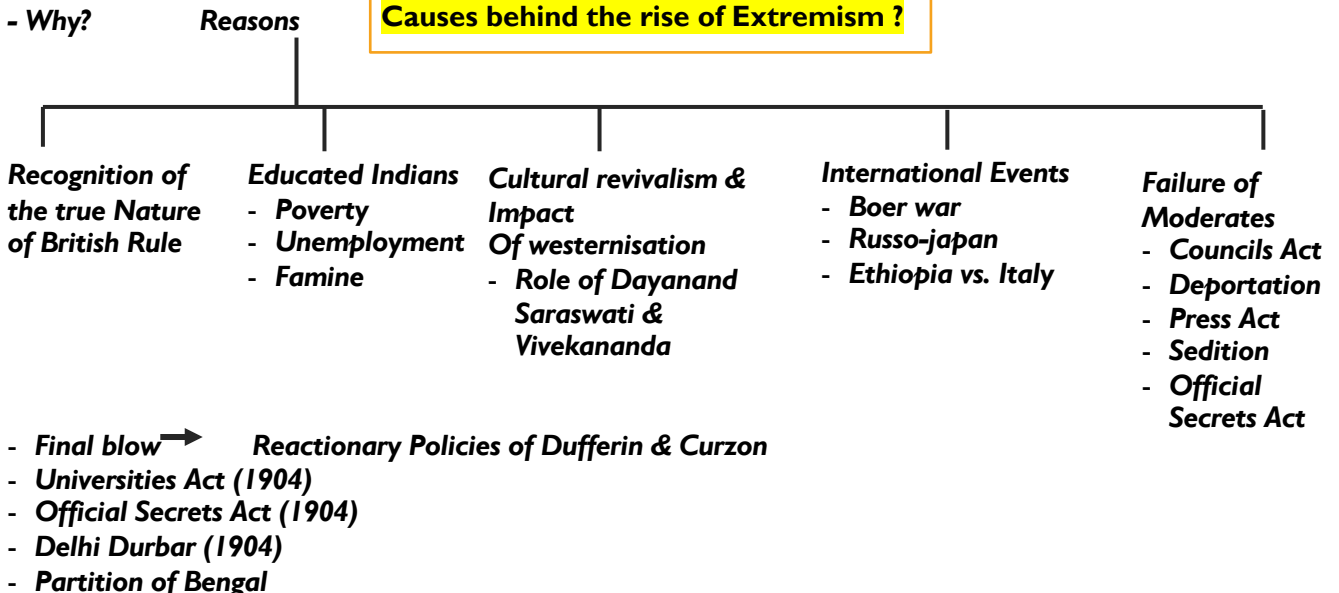 - Why? Reasons
Causes behind the rise of Extremism ?
Recognition of
the true Nature
of British Rule
Educated Indians
- Poverty
- Unemployment
- Famine
Cultural revivalism &
Impact
Of westernisation
- Role of Dayanand
Saraswati &
Vivekananda
International Events
- Boer war
- Russo-japan
- Ethiopia vs. Italy
Failure of
Moderates
- Councils Act
- Deportation
- Press Act
- Sedition
- Official
Secrets Act
- Final blow Reactionary Policies of Dufferin & Curzon
- Universities Act (1904)
- Official Secrets Act (1904)
- Delhi Durbar (1904)
- Partition of Bengal